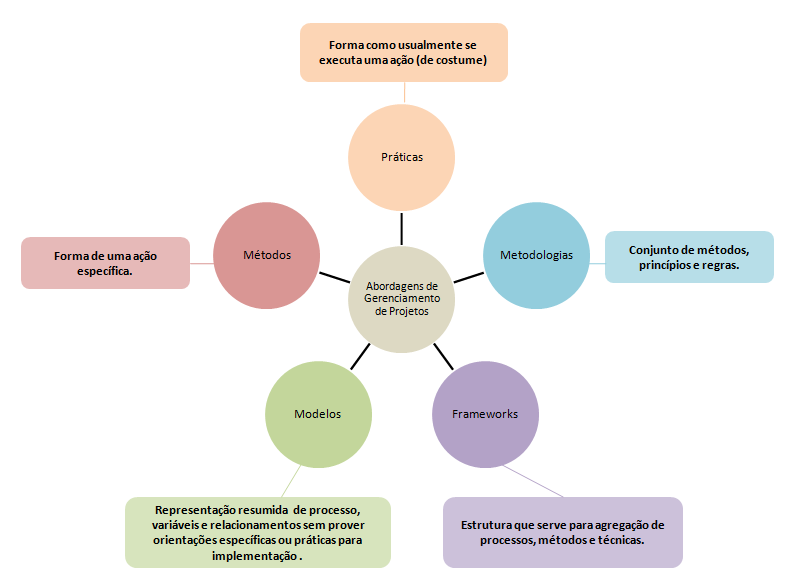 Forma como usualmente se
executa uma ação (de costume)
Práticas
Métodos
Forma de uma ação
específica.
Metodologias
Conjunto de métodos,
princípios e regras.
Abordagens de
Gerenciamento
de Projetos
Modelos
Frameworks
Representação resumida de processo,
variáveis e relacionamentos sem prover
orientações específicas ou práticas para
implementação .
Estrutura que serve para agregação de
processos, métodos e técnicas.